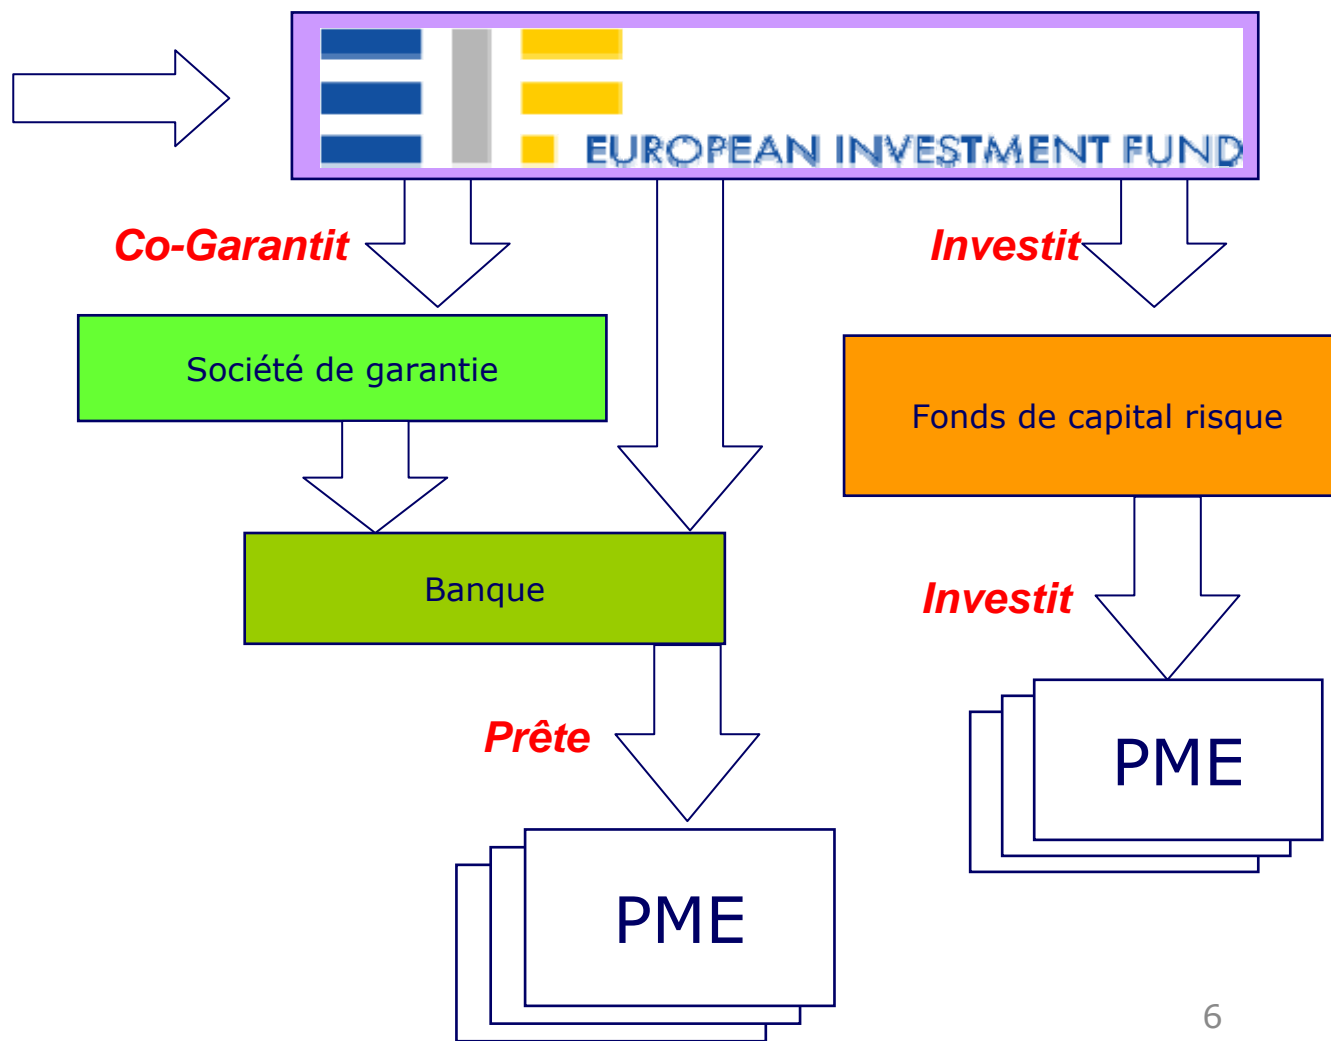 EUROPEAN INVESTMENT FUND
Co-Garantit
Investit
Société de garantie
Fonds de capital risque
Banque
Investit
Prête
PME
PME
6